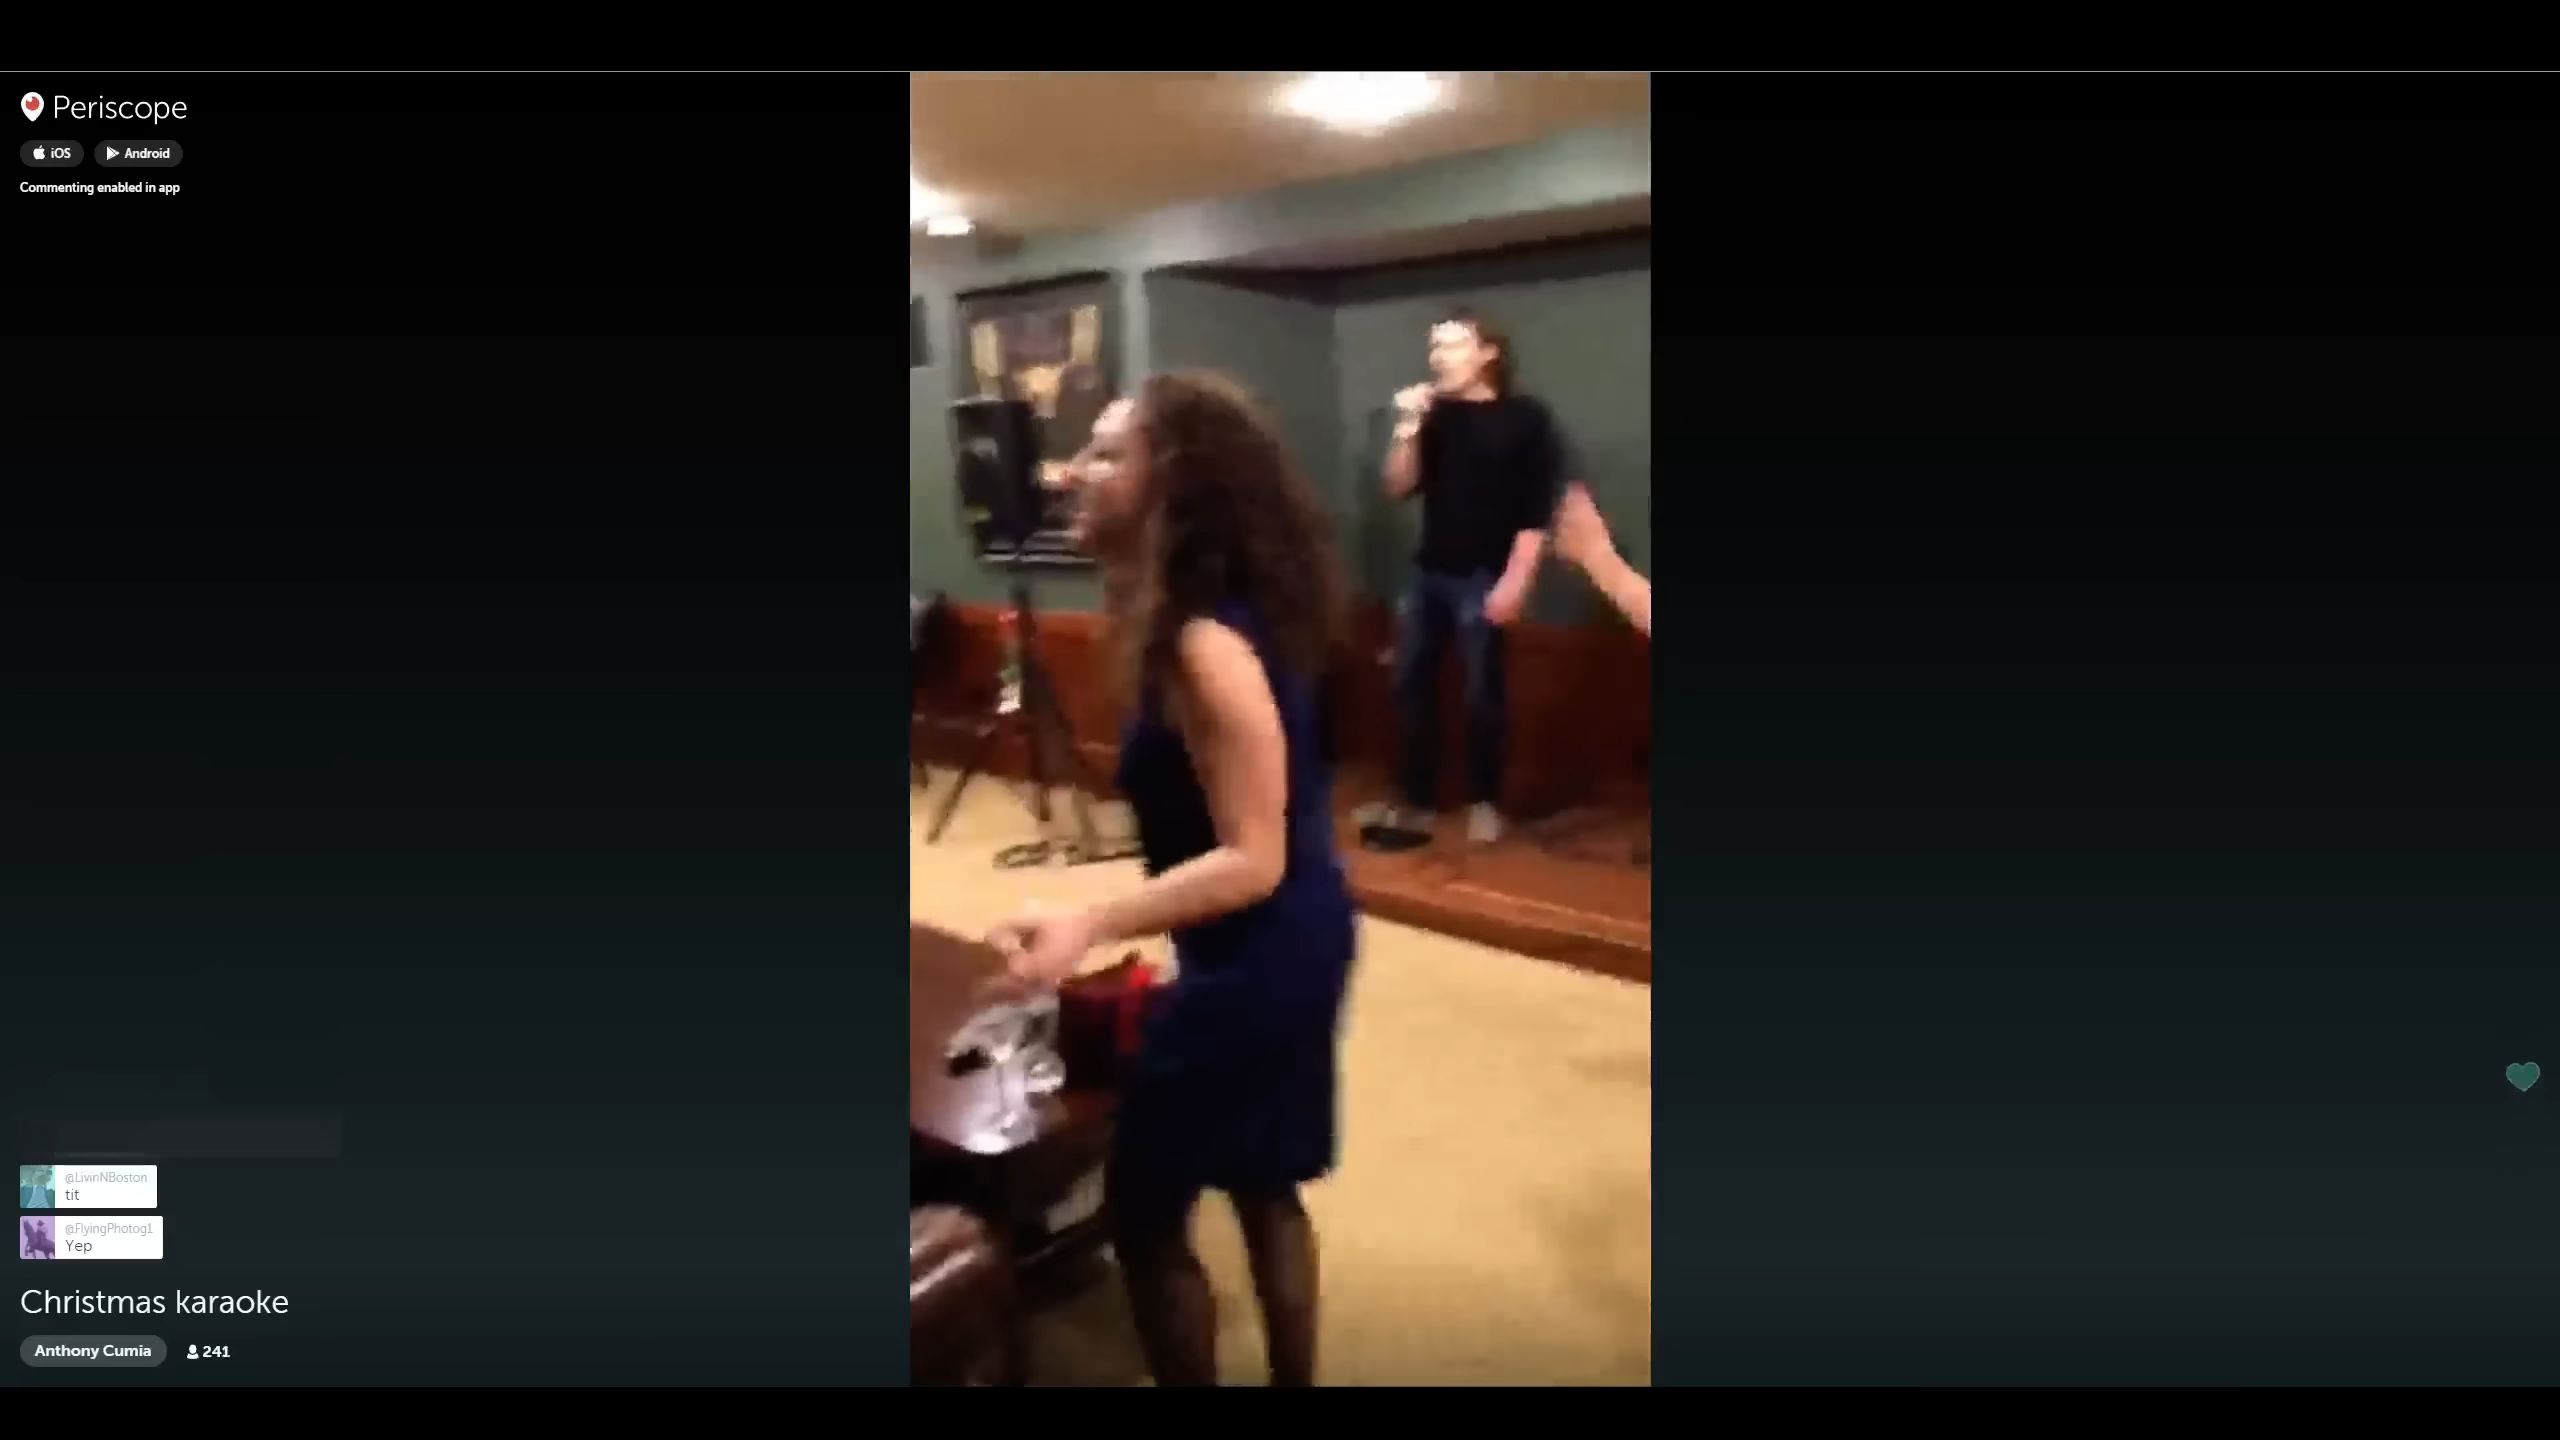 Periscope
iOS
Android
Commenting enabled in app
@LivinNBoston
tit
@FlyingPhotog1
Yep
Christmas karaoke
Anthony Cumia
241